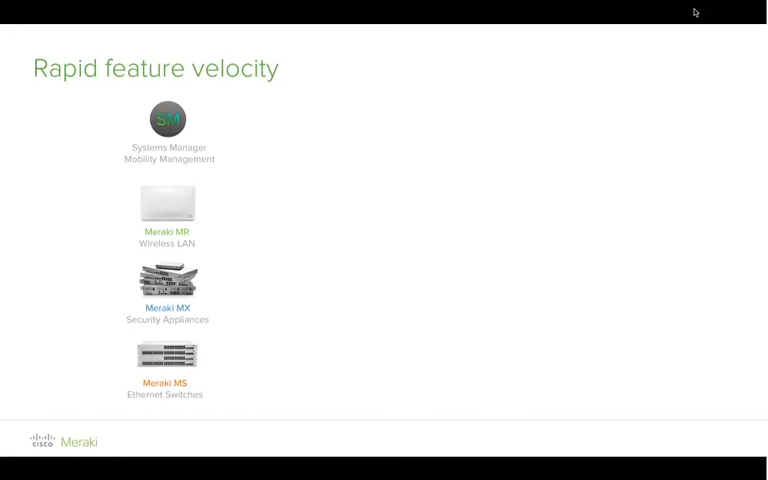 Rapid feature velocity
SM
Systems Manager
Mobility Management
Meraki MR
Wireless LAN
Meraki MX
Security Appliances
Meraki MS
Ethernet Switches
CISCO Meraki